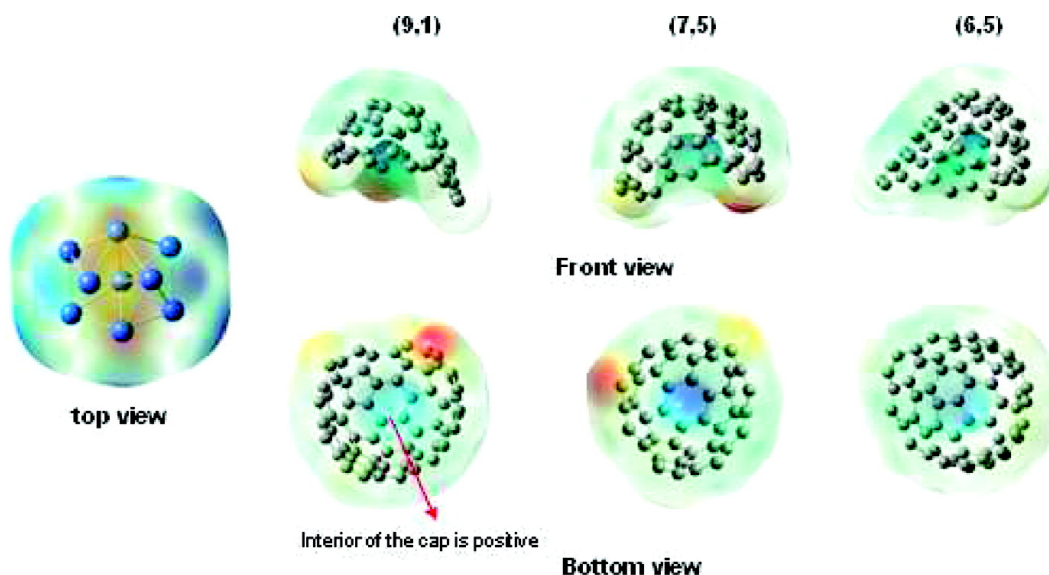 (9,1)
(7,5)
(6,5)
Front view
top view
Interior of the cap is positive
Bottom view